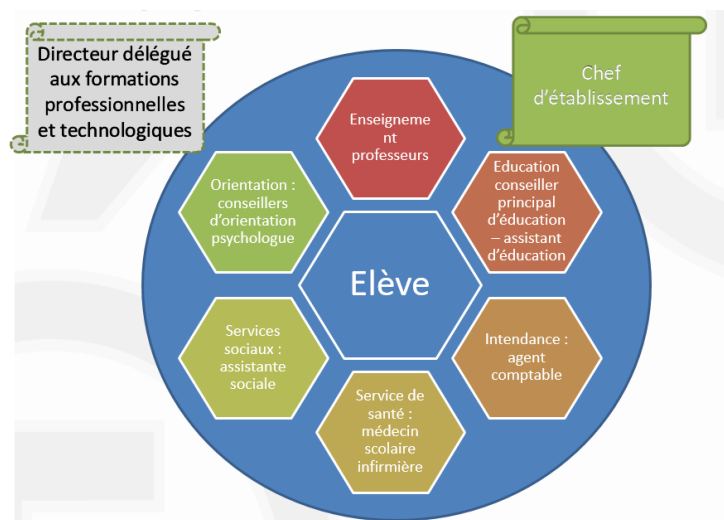 Directeur délégué
aux formations
professionnelles
et technologiques
Chef
d'établissement
Enseigneme
nt
professeurs
Orientation :
conseillers
d'orientation
psychologue
Education
conseiller
principal
d'éducation
– assistant
d'éducation
Elève
Services
sociaux :
assistante
sociale
Intendance :
agent
comptable
Service de
santé :
médecin
scolaire
infirmière